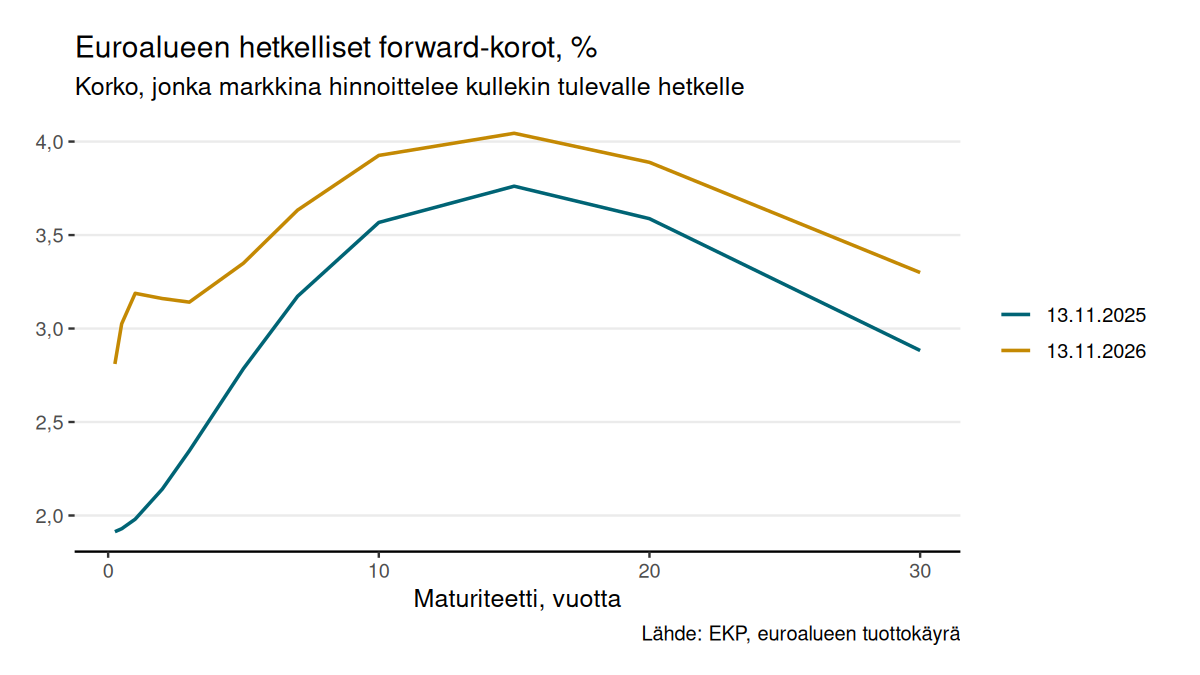 Euroalueen hetkelliset forward-korot, %
Korko, jonka markkina hinnoittelee kullekin tulevalle hetkelle
4,0
3,5
3,0
2,5
2,0
0 10 20 30
Maturiteetti, vuotta
13.11.2025
13.11.2026
Lähde: EKP, euroalueen tuottokäyrä